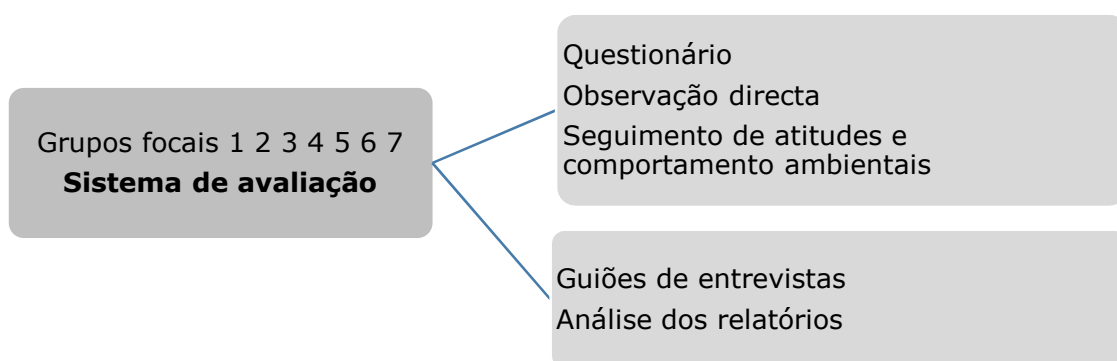 Grupos focais 1 2 3 4 5 6 7
Sistema de avaliação
Questionário
Observação directa
Seguimento de atitudes e
comportamento ambientais
Guiões de entrevistas
Análise dos relatórios